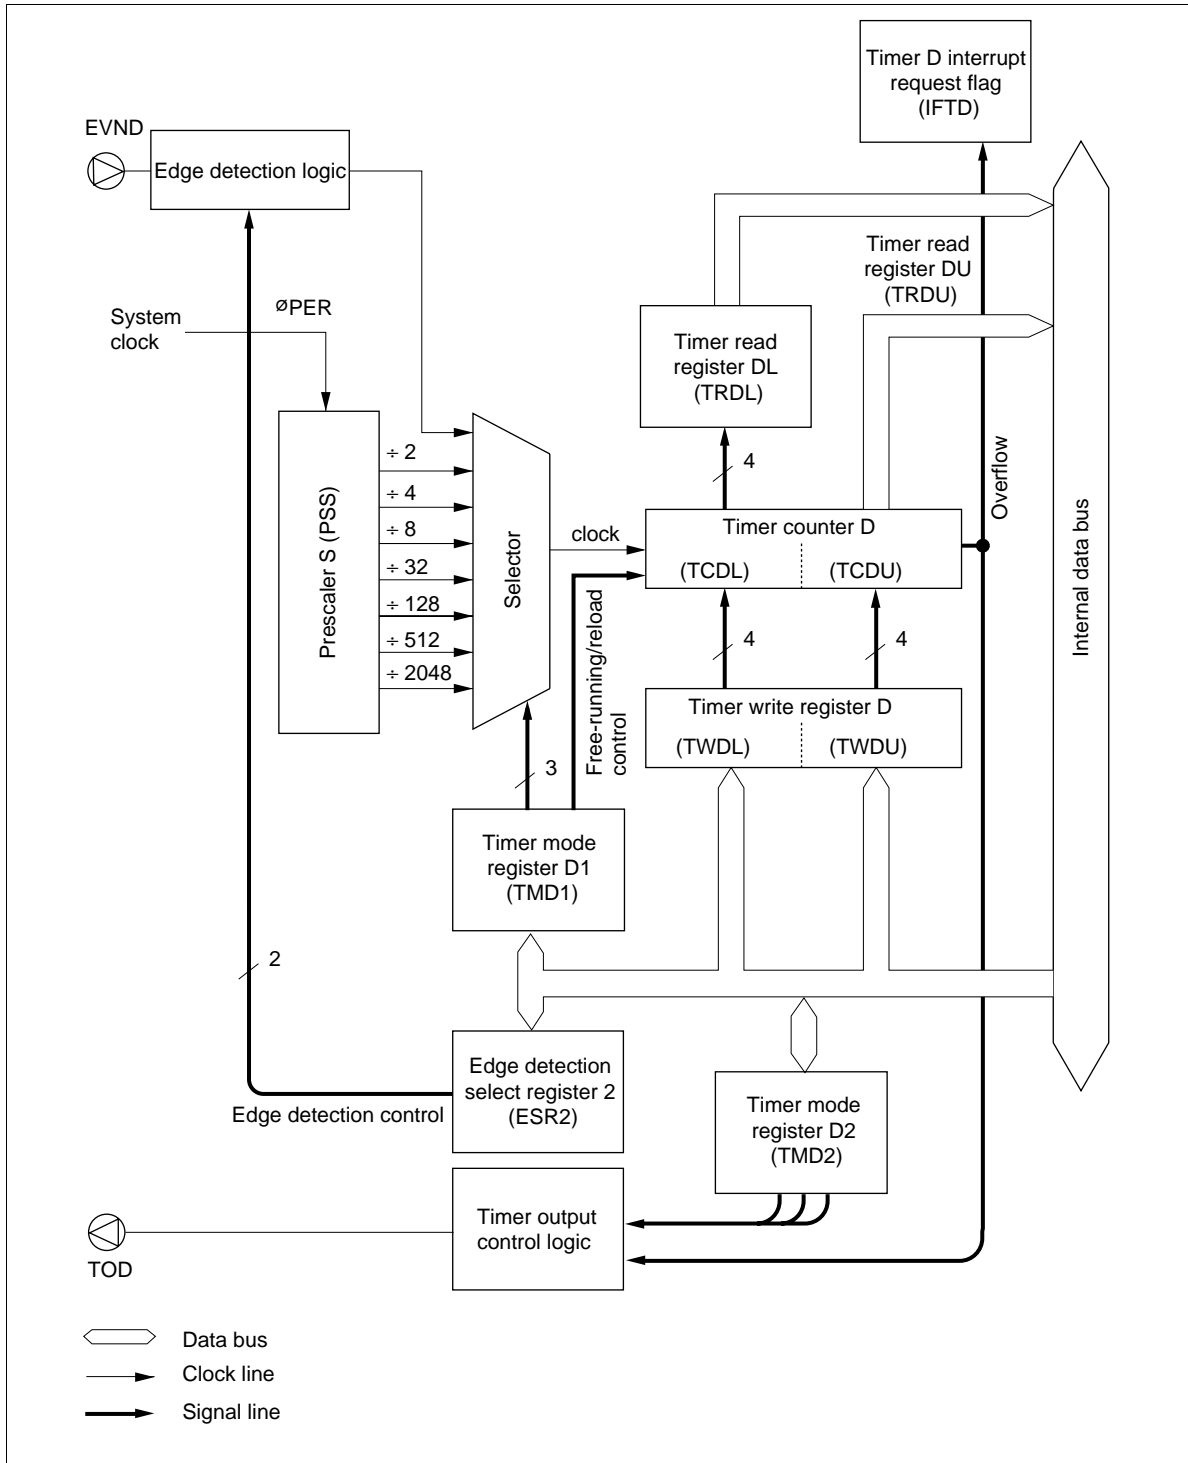 Timer D interrupt
request flag
(IFTD)
EVND
Edge detection logic
Timer read
register DU
(TRDU)
øPER
System
clock
Timer read
register DL
(TRDL)
÷ 2
÷ 4
÷ 8
÷ 32
÷ 128
÷ 512
÷ 2048
Prescaler S (PSS)
Selector
clock
4
Timer counter D
(TCDL)
(TCDU)
Overflow
Internal data bus
4
4
Free-running/reload
control
Timer write register D
(TWDL)
(TWDU)
3
Timer mode
register D1
(TMD1)
2
Edge detection
select register 2
(ESR2)
Edge detection control
Timer mode
register D2
(TMD2)
Timer output
control logic
TOD
Data bus
Clock line
Signal line